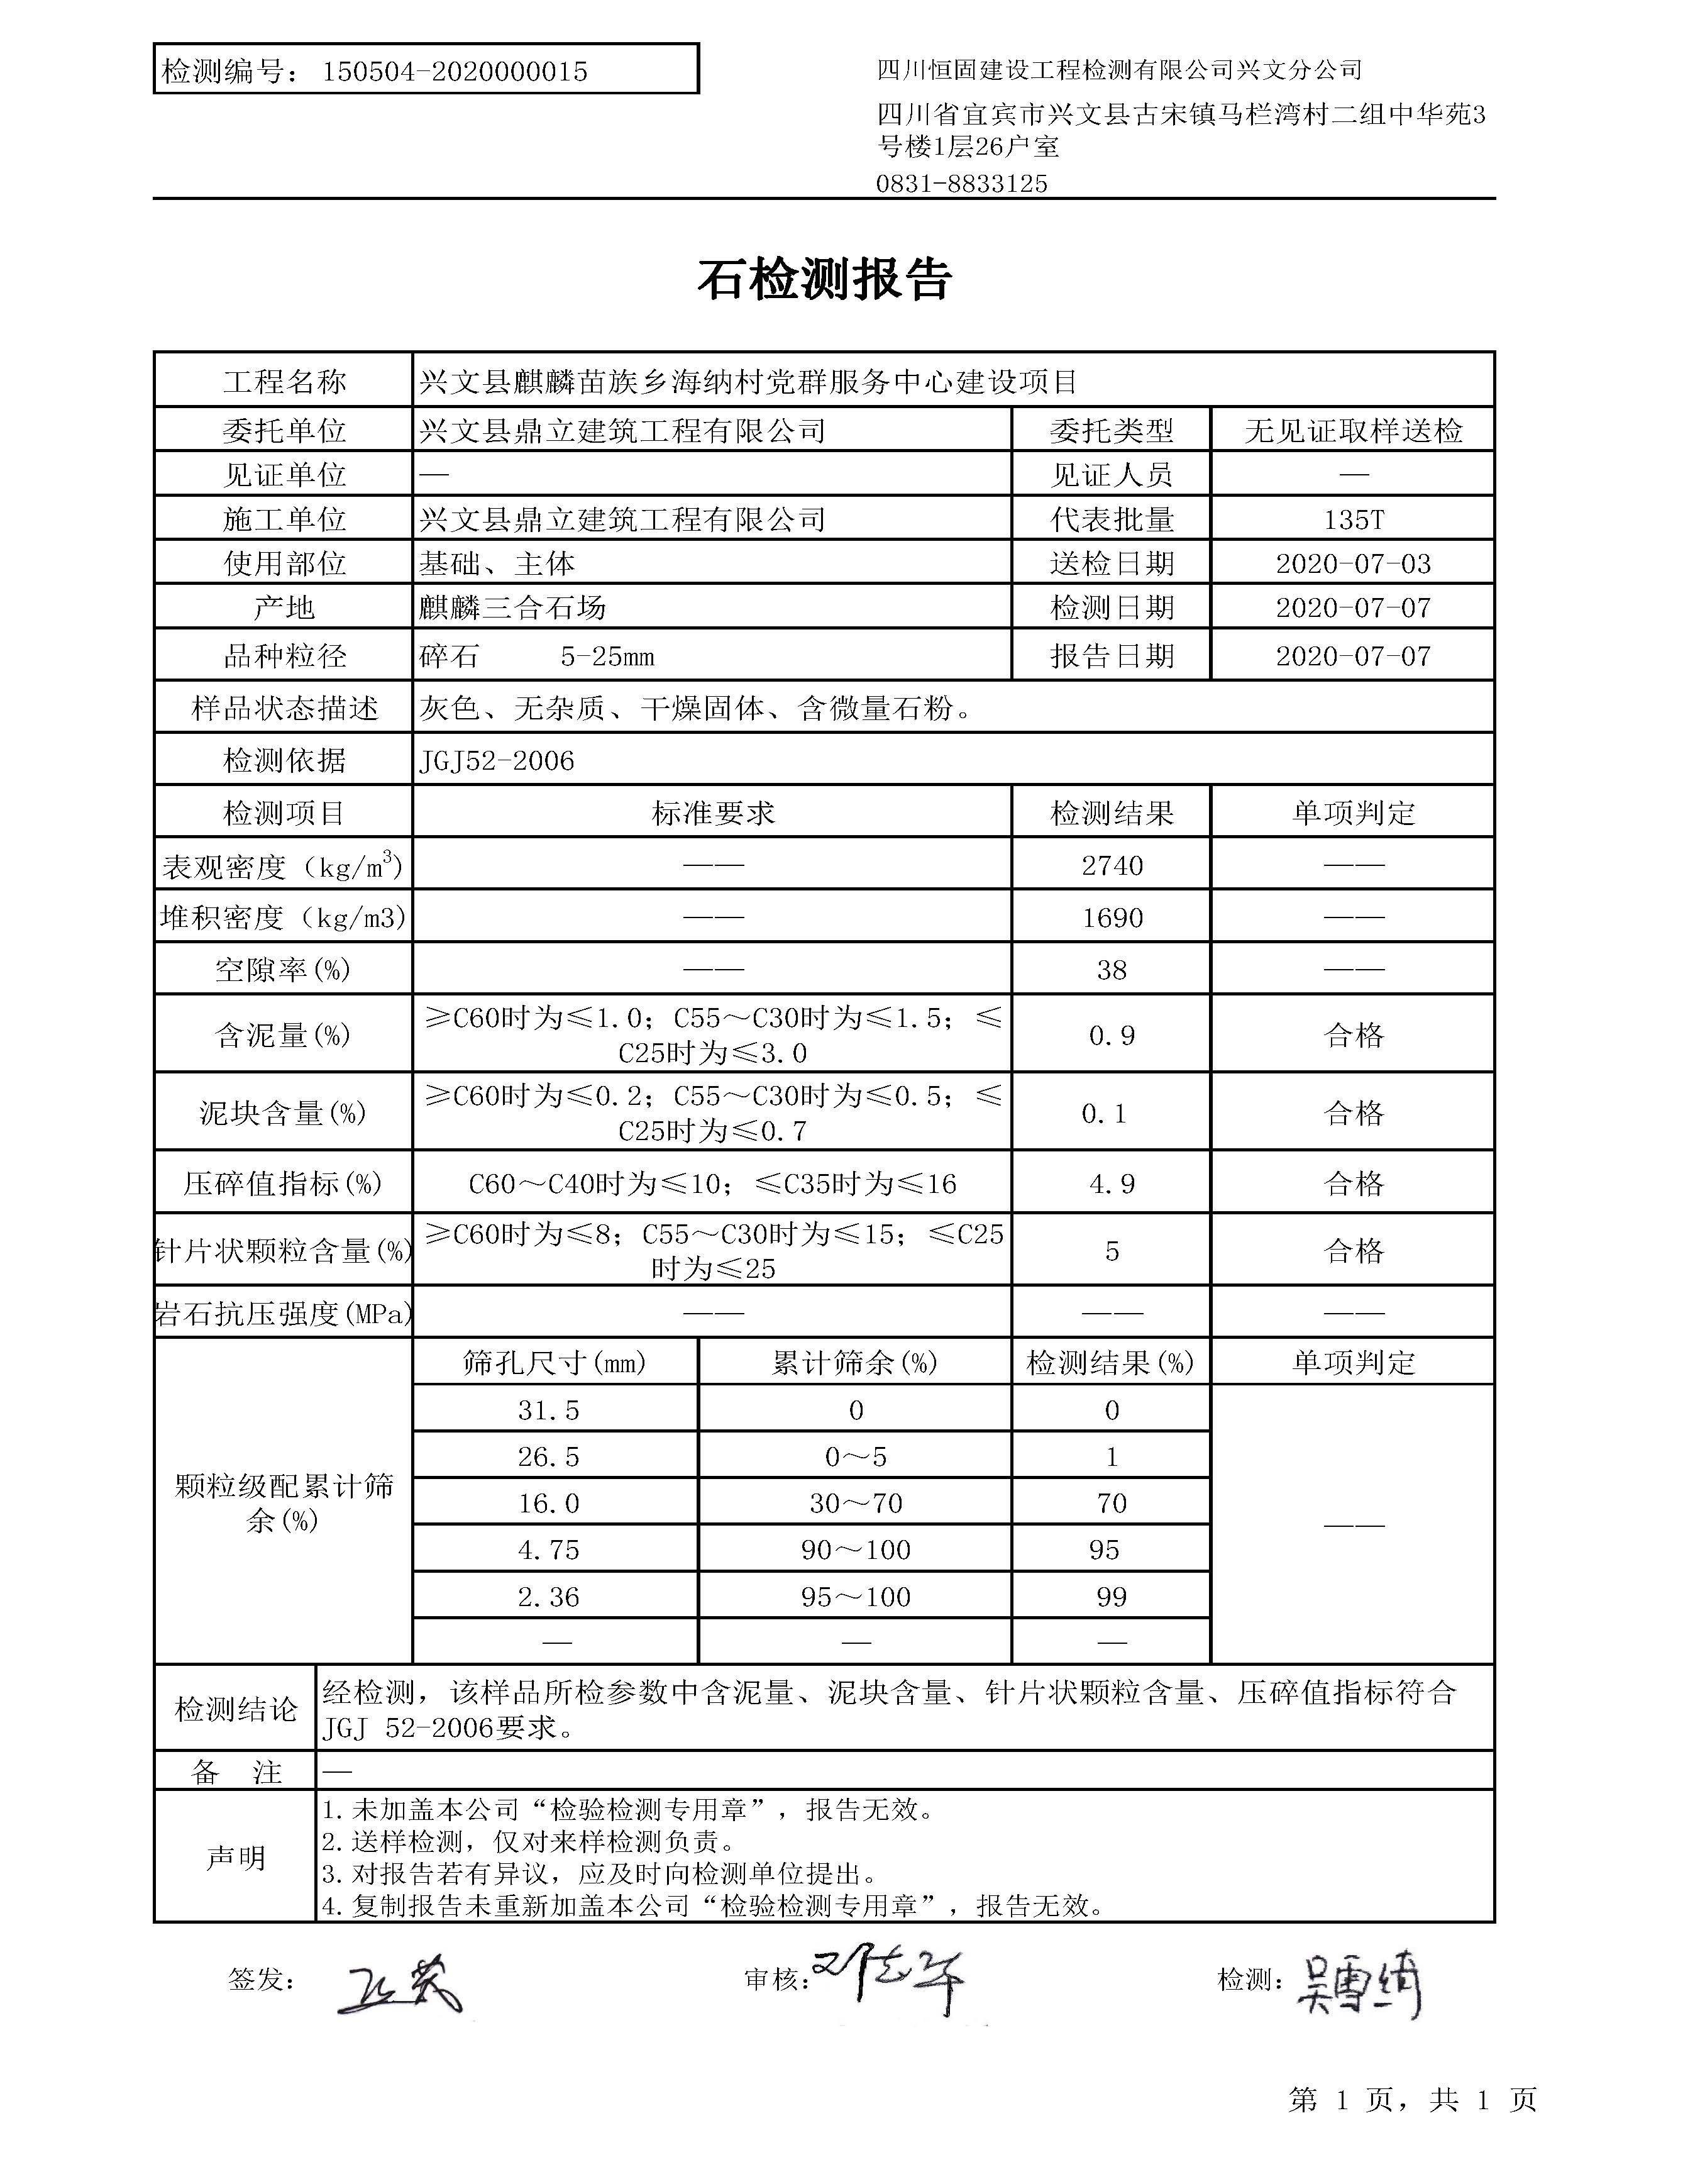 检测编号： 150504-2020000015
四川恒固建设工程检测有限公司兴文分公司
四川省宜宾市兴文县古宋镇马栏湾村二组中华苑3
号楼1层26户室
0831-8833125
石检测报告
工程名称 兴文县麒麟苗族乡海纳村党群服务中心建设项目
委托单位 兴文县鼎立建筑工程有限公司 委托类型 无见证取样送检
见证单位 — 见证人员 —
施工单位 兴文县鼎立建筑工程有限公司 代表批量 135T
使用部位 基础、主体 送检日期 2020-07-03
产地 麒麟三合石场 检测日期 2020-07-07
品种粒径 碎石 5-25mm 报告日期 2020-07-07
样品状态描述 灰色、无杂质、干燥固体、含微量石粉。
检测依据 JGJ52-2006
检测项目 标准要求 检测结果 单项判定
表观密度（kg/m³) —— 2740 ——
堆积密度（kg/m3) —— 1690 ——
空隙率(%) —— 38 ——
含泥量(%) ≥C60时为≤1.0；C55～C30时为≤1.5；≤
C25时为≤3.0 0.9 合格
泥块含量(%) ≥C60时为≤0.2；C55～C30时为≤0.5；≤
C25时为≤0.7 0.1 合格
压碎值指标(%) C60～C40时为≤10；≤C35时为≤16 4.9 合格
针片状颗粒含量(%) ≥C60时为≤8；C55～C30时为≤15；≤C25
时为≤25 5 合格
岩石抗压强度(MPa) —— —— ——
颗粒级配累计筛
余(%)
筛孔尺寸(mm) 累计筛余(%) 检测结果(%) 单项判定
31.5 0 0
26.5 0～5 1
16.0 30～70 70
——
4.75 90～100 95
2.36 95～100 99
— — —
检测结论 经检测，该样品所检参数中含泥量、泥块含量、针片状颗粒含量、压碎值指标符合
JGJ 52-2006要求。
备 注 —
声明
1.未加盖本公司“检验检测专用章”，报告无效。
2.送样检测，仅对来样检测负责。
3.对报告若有异议，应及时向检测单位提出。
4.复制报告未重新加盖本公司“检验检测专用章”，报告无效。
签发： 审核： 检测：吴雪绮
第 1 页，共 1 页